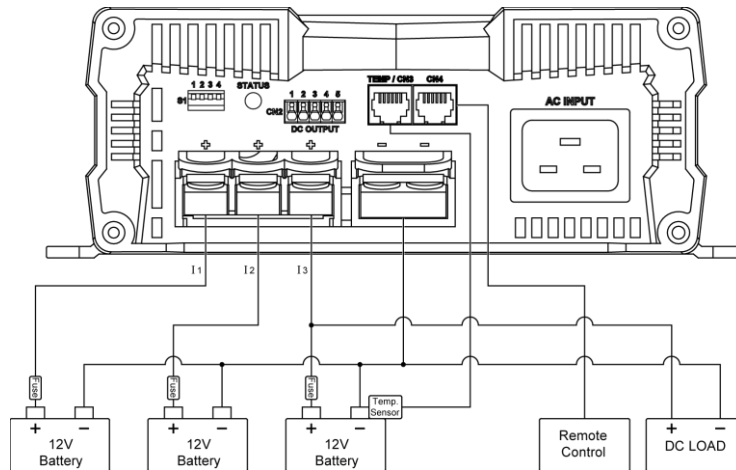 1 2 3 4
STATUS
S1
1 2 3 4 5
CN2
DC OUTPUT
TEMP / CN3
CN4
AC INPUT
+ + + - -
I1
I2
I3
Fuse
Fuse
Fuse
Temp.
Sensor
+ -
12V
Battery
+ -
12V
Battery
+ -
12V
Battery
Remote
Control
+ -
DC LOAD